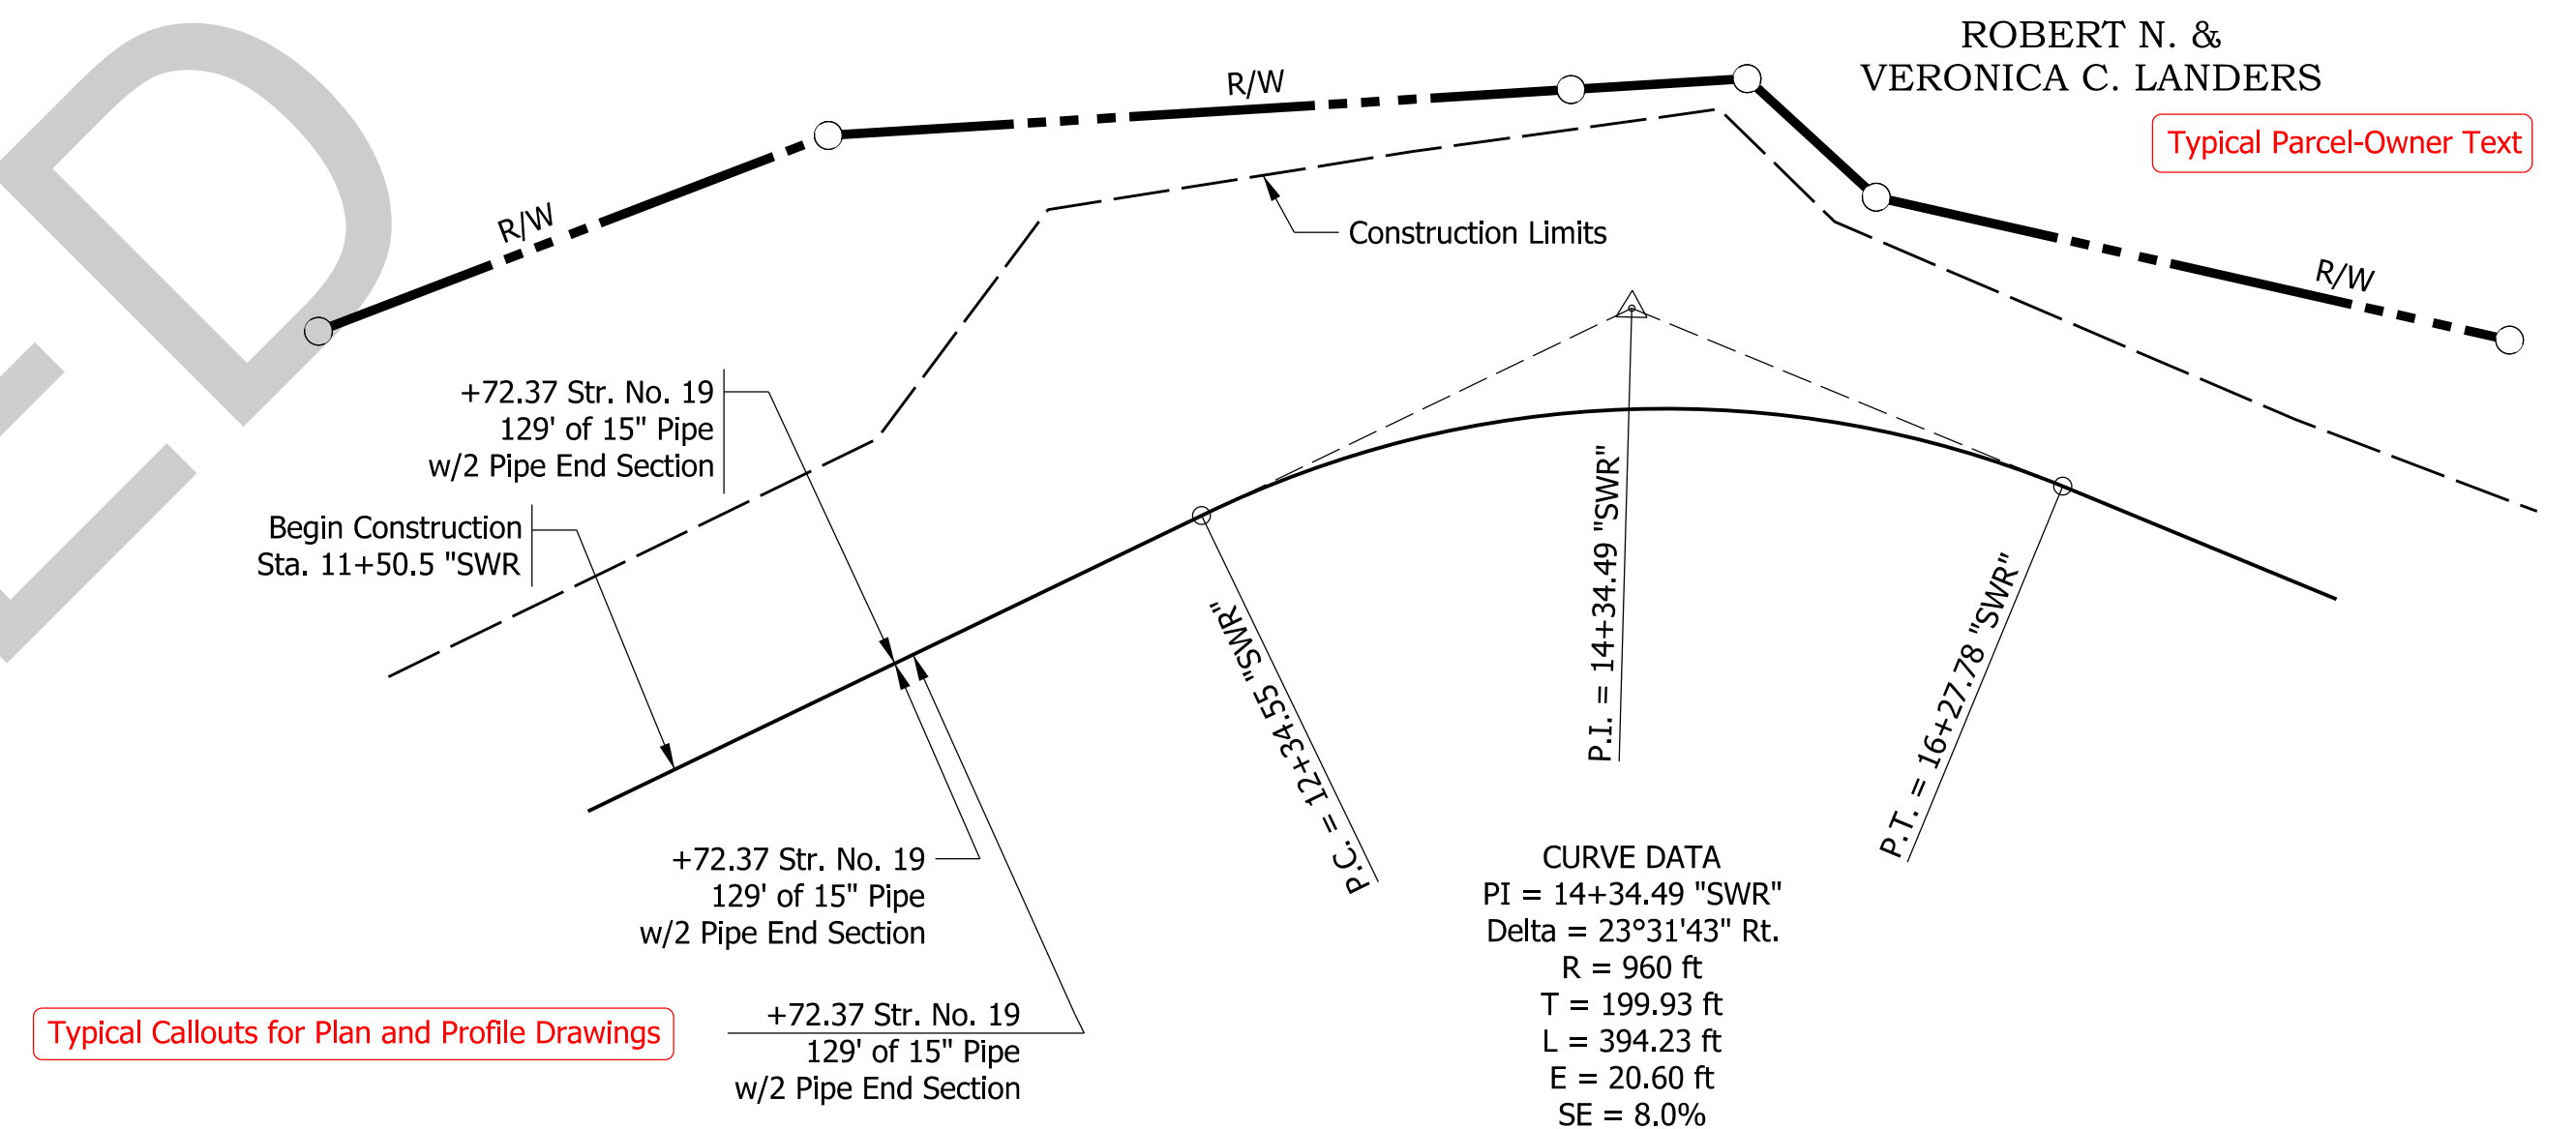 ROBERT N. &
VERONICA C. LANDERS
Typical Parcel-Owner Text
R/W
R/W
R/W
Construction Limits
+72.37 Str. No. 19
129' of 15" Pipe
w/2 Pipe End Section
Begin Construction
Sta. 11+50.5 "SWR
P.C. = 12+34.55 "SWR"
P.I. = 14+34.49 "SWR"
P.T. = 16+27.78 "SWR"
+72.37 Str. No. 19
129' of 15" Pipe
w/2 Pipe End Section
+72.37 Str. No. 19
129' of 15" Pipe
w/2 Pipe End Section
Typical Callouts for Plan and Profile Drawings
CURVE DATA
PI = 14+34.49 "SWR"
Delta = 23°31'43" Rt.
R = 960 ft
T = 199.93 ft
L = 394.23 ft
E = 20.60 ft
SE = 8.0%